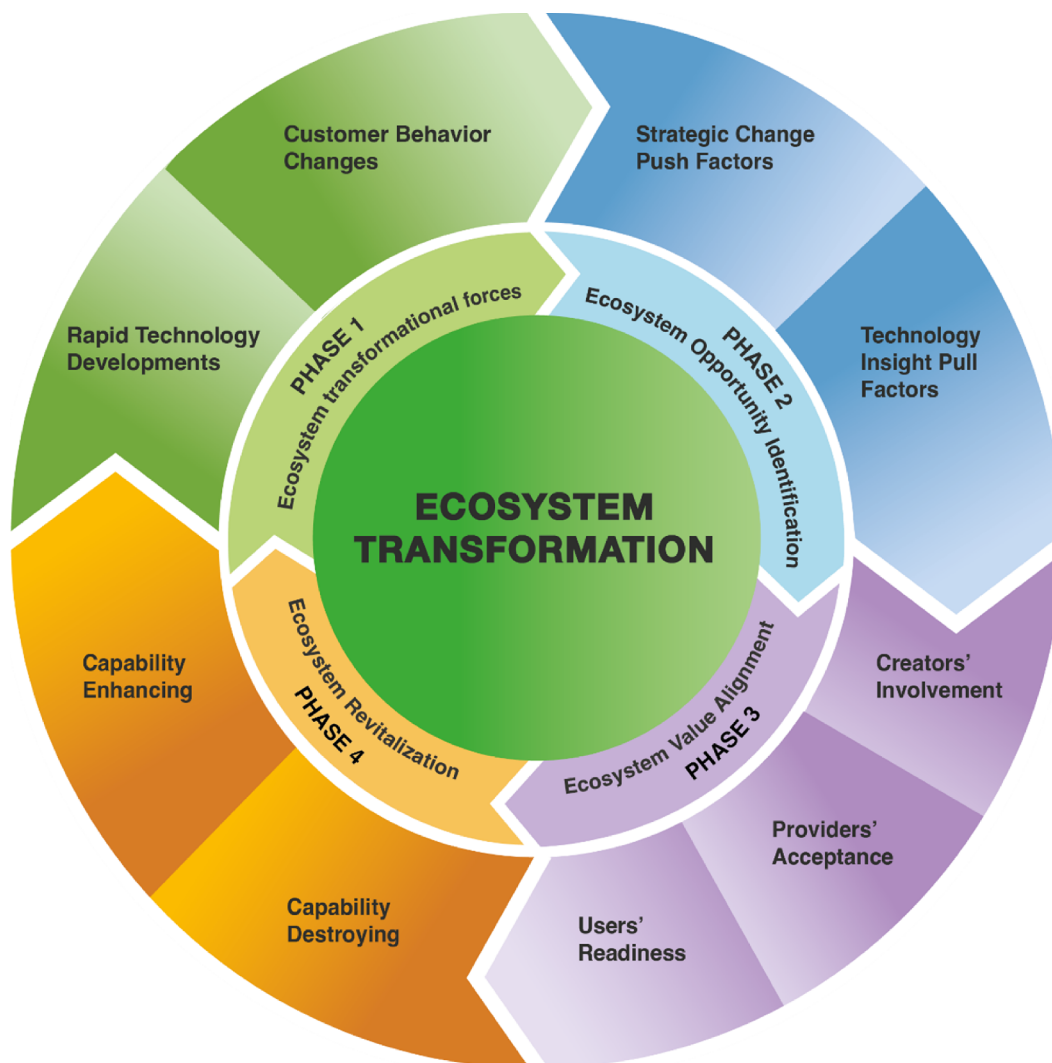 Customer Behavior
Changes
Strategic Change
Push Factors
Rapid Technology
Developments
Technology
Insight Pull
Factors
PHASE 1
Ecosystem transformational forces
PHASE 2
Ecosystem Opportunity Identification
ECOSYSTEM
TRANSFORMATION
Capability
Enhancing
Ecosystem Revitalization
PHASE 4
Ecosystem Value Alignment
PHASE 3
Creators’
Involvement
Providers’
Acceptance
Capability
Destroying
Users’
Readiness